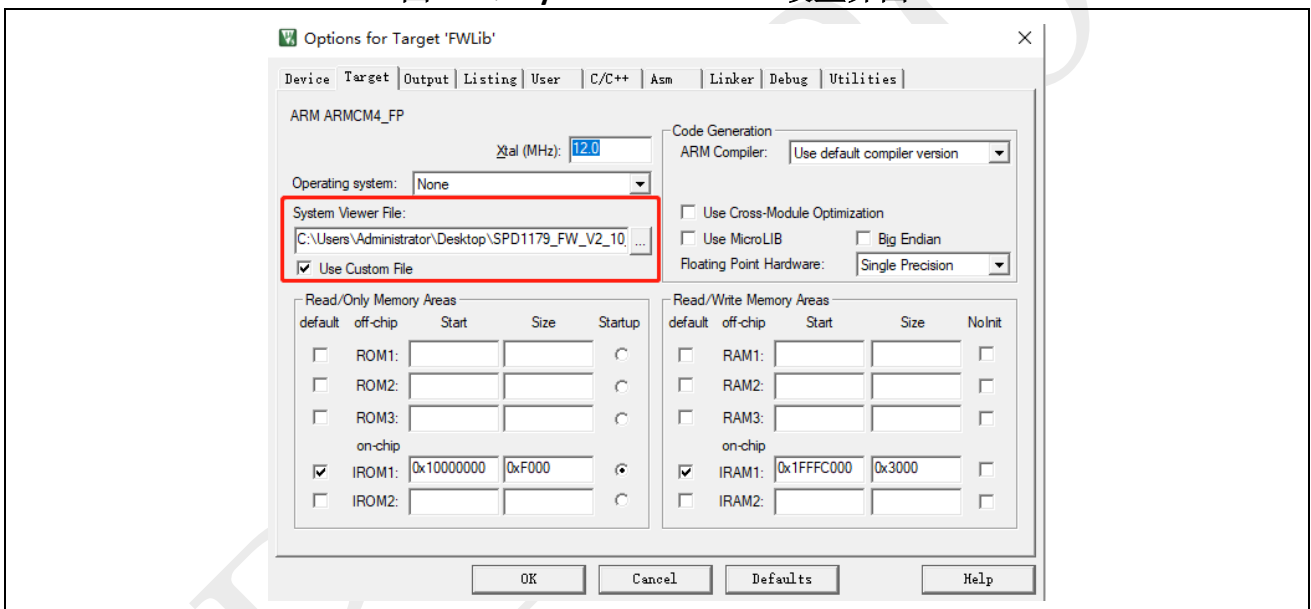 Options for Target 'FWLib'
Device Target Output Listing User C/C++ Asm Linker Debug Utilities
ARM ARMCM4_FP
Xtal (MHz): 12.0
Operating system: None
System Viewer File:
C:\Users\Administrator\Desktop\SPD1179_FW_V2_10 ...
Use Custom File
Code Generation
ARM Compiler: Use default compiler version
Use Cross-Module Optimization
Use MicroLIB Big Endian
Floating Point Hardware: Single Precision
Read/Only Memory Areas
default off-chip Start Size Startup
ROM1:
ROM2:
ROM3:
on-chip
IROM1: 0x10000000 0xF000
IROM2:
Read/Write Memory Areas
default off-chip Start Size NoInit
RAM1:
RAM2:
RAM3:
on-chip
IRAM1: 0x1FFFC000 0x3000
IRAM2:
OK Cancel Defaults Help